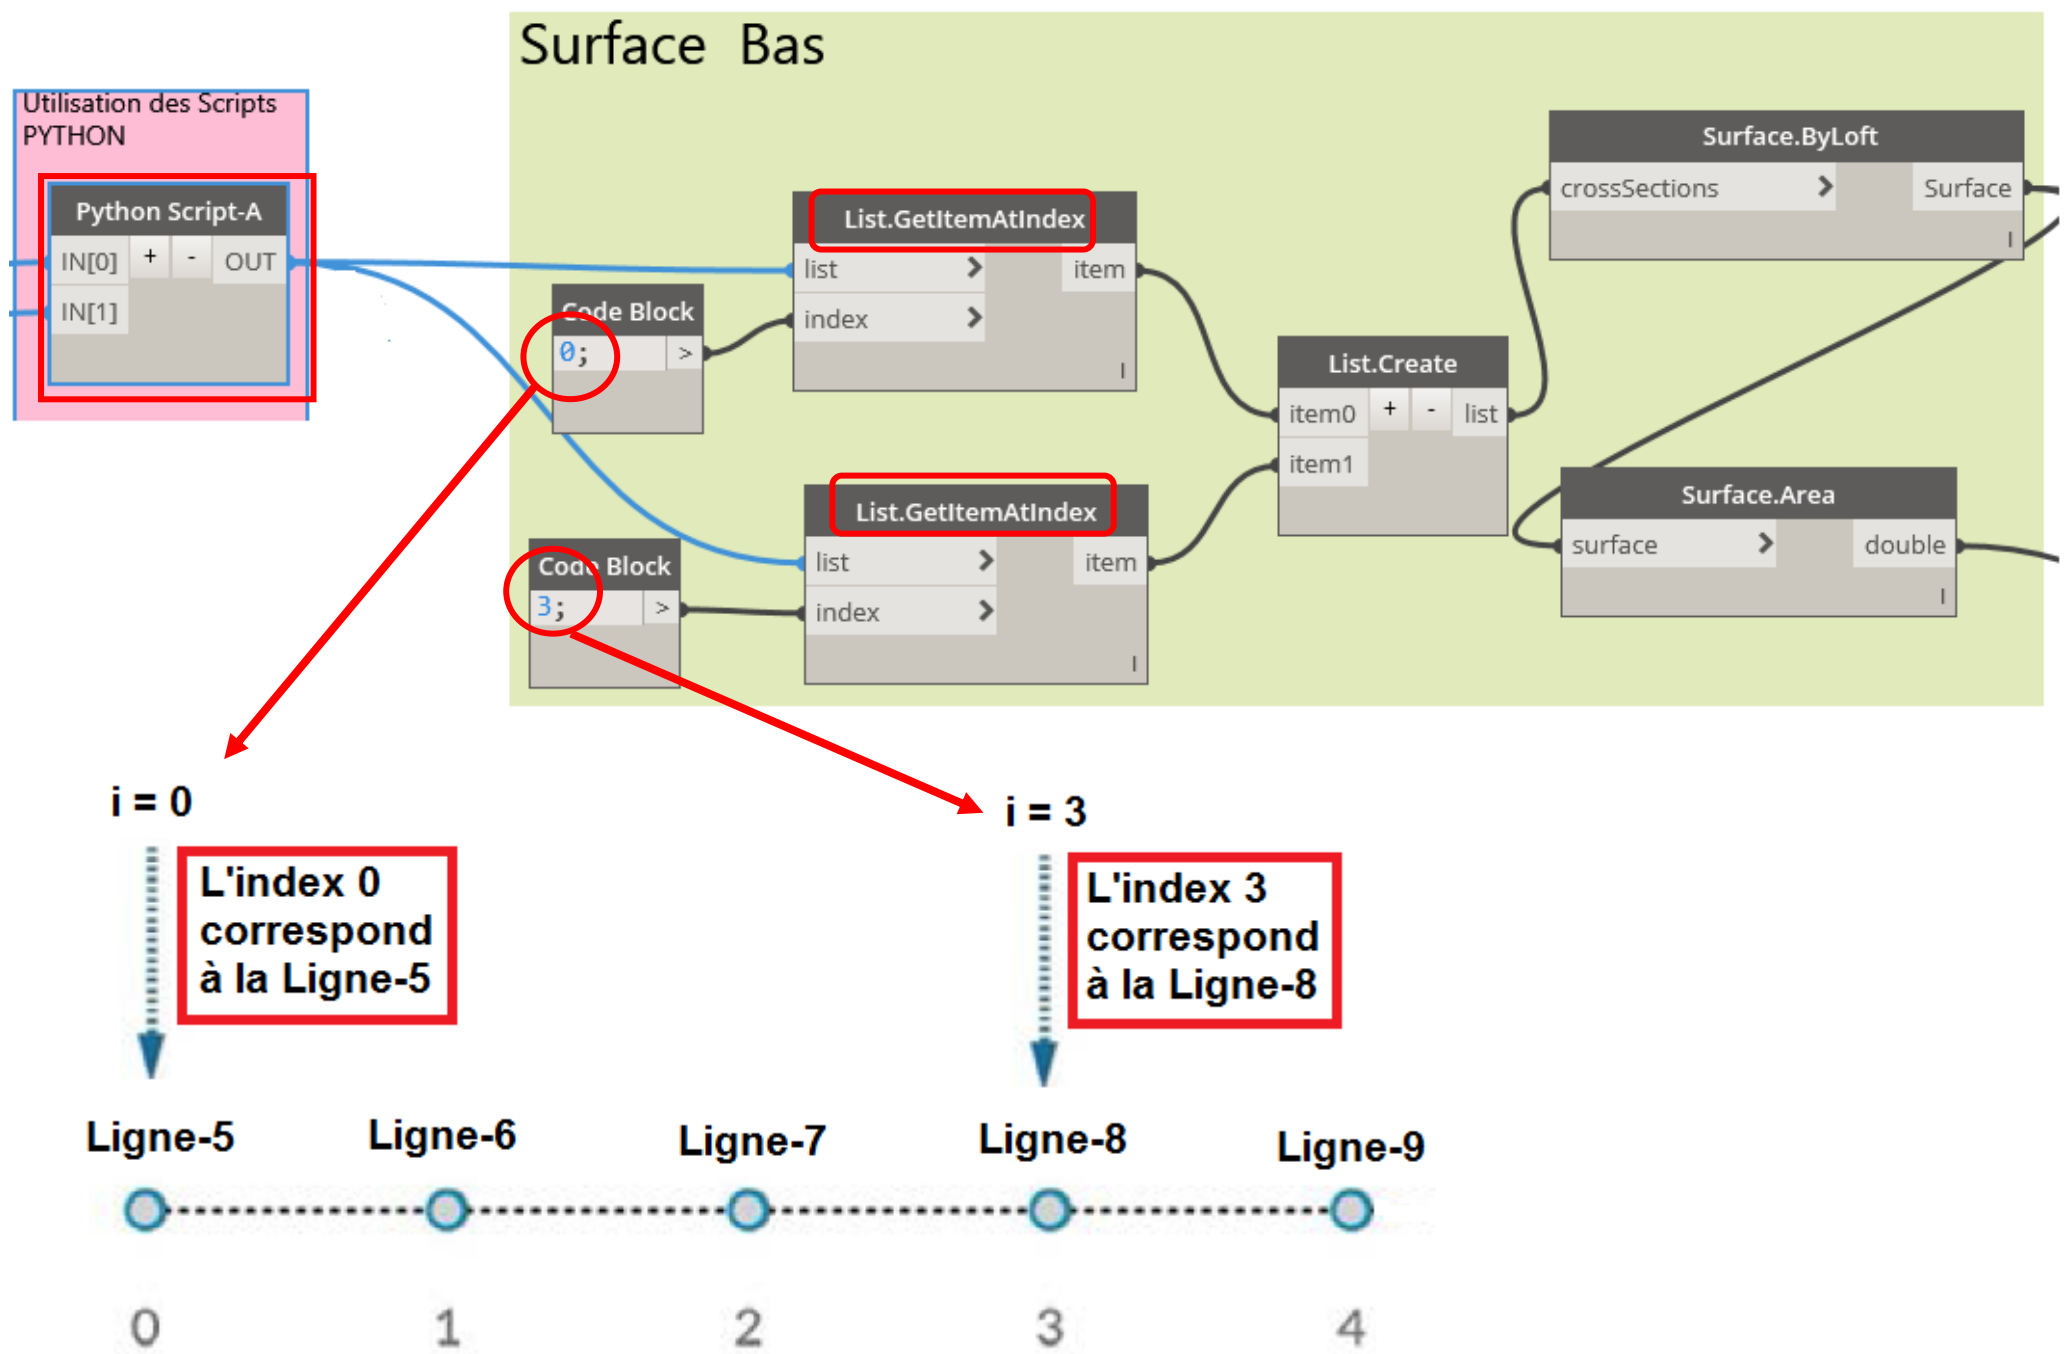 Surface Bas
Utilisation des Scripts
PYTHON
Python Script-A
IN[0] + - OUT
IN[1]
Code Block
0; >
List.GetItemAtIndex
list > item
index >
l
Code Block
3; >
List.GetItemAtIndex
list > item
index >
l
List.Create
item0 + - list
item1
Surface.ByLoft
crossSections > Surface
l
Surface.Area
surface > double
l
i = 0
L'index 0
correspond
à la Ligne-5
i = 3
L'index 3
correspond
à la Ligne-8
Ligne-5 Ligne-6 Ligne-7 Ligne-8 Ligne-9
0 1 2 3 4